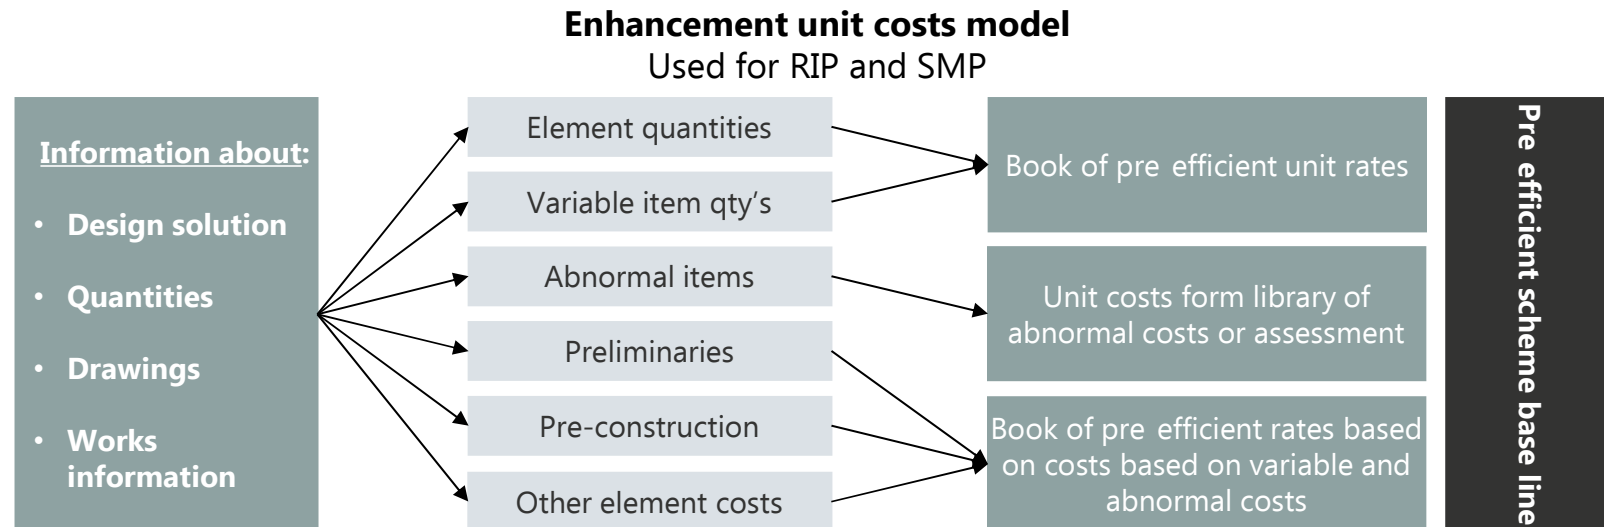 Enhancement unit costs model
Used for RIP and SMP
Information about:
• Design solution
• Quantities
• Drawings
• Works
information
Element quantities
Variable item qty's
Abnormal items
Preliminaries
Pre-construction
Other element costs
Book of pre efficient unit rates
Unit costs form library of
abnormal costs or assessment
Book of pre efficient rates based
on costs based on variable and
abnormal costs
Pre efficient scheme base line